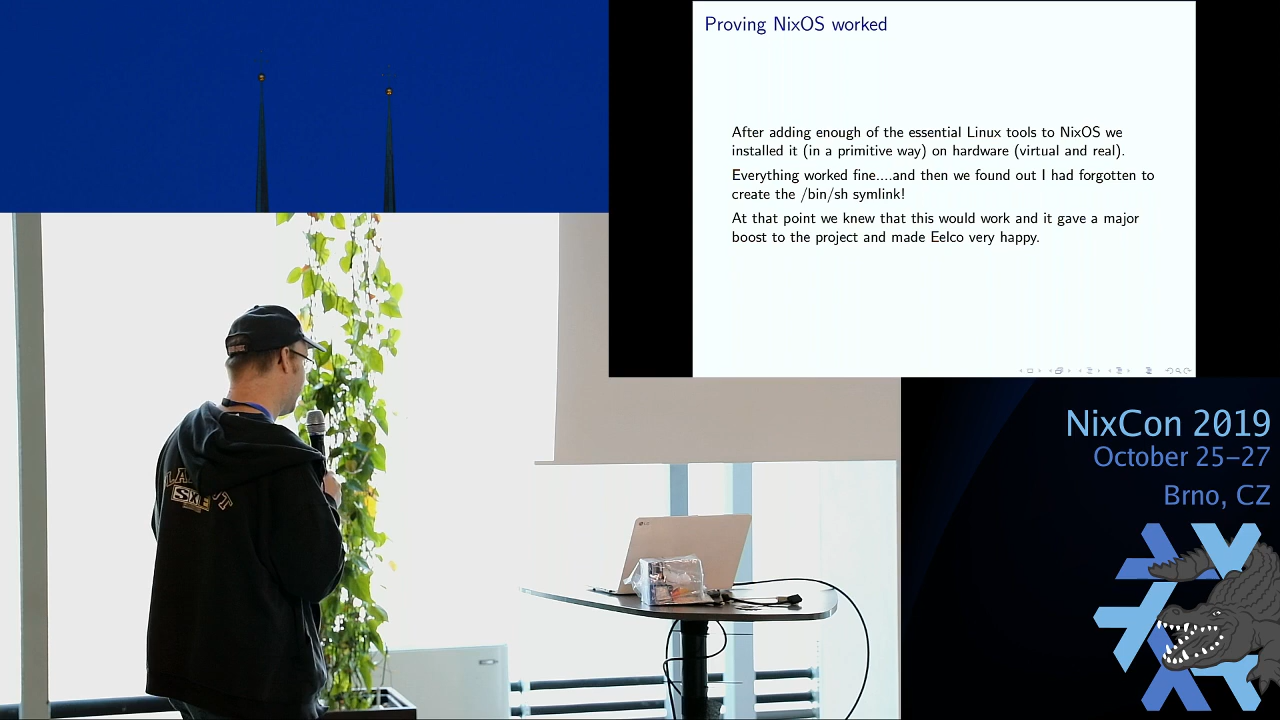 Proving NixOS worked
After adding enough of the essential Linux tools to NixOS we
installed it (in a primitive way) on hardware (virtual and real).
Everything worked fine....and then we found out I had forgotten to
create the /bin/sh symlink!
At that point we knew that this would work and it gave a major
boost to the project and made Eelco very happy.
NixCon 2019
October 25–27
Brno, CZ
SXE
LG